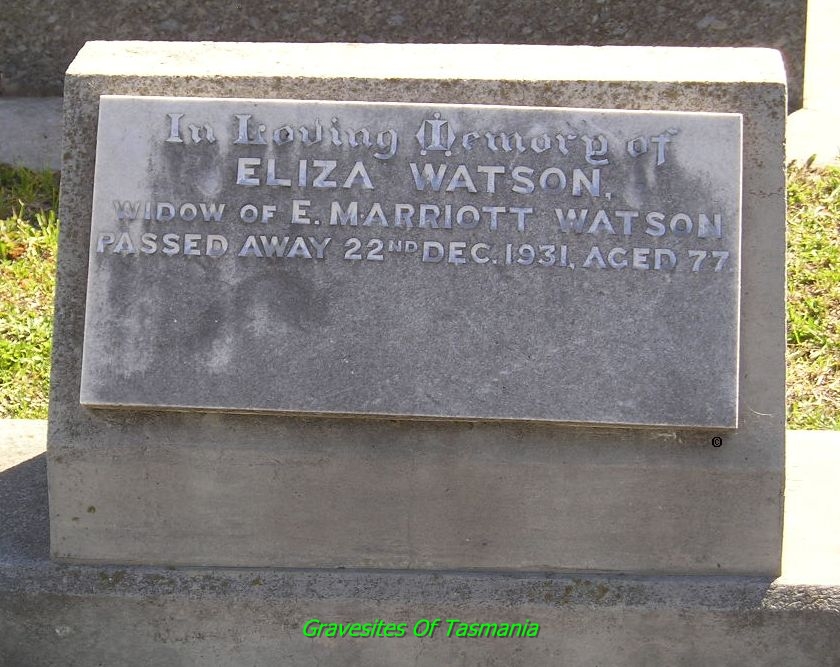 In Loving Memory of
ELIZA WATSON,
WIDOW OF E. MARRIOTT WATSON
PASSED AWAY 22ND DEC. 1931, AGED 77
©
Gravesites Of Tasmania